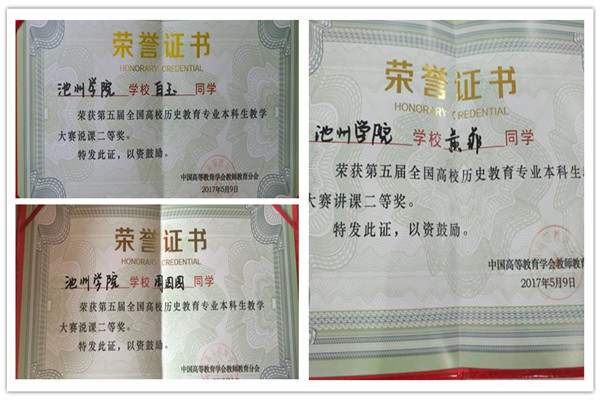 荣誉证书
HONORARY CREDENTIAL
池州学院 学校 自玉 同学
荣获第五届全国高校历史教育专业本科生教学
大赛说课二等奖。
特发此证，以资鼓励。
中国高等教育学会教师教育分会
2017年5月9日
荣誉证书
HONORARY CREDENTIAL
池州学院 学校 周园园 同学
荣获第五届全国高校历史教育专业本科生教学
大赛说课二等奖。
特发此证，以资鼓励。
中国高等教育学会教师教育分会
荣誉证书
HONORARY CREDENTIAL
池州学院 学校 同学
荣获第五届全国高校历史教育专业本科生教
大赛讲课二等奖。
特发此证，以资鼓励。
中国高等教育学会教师教育
2017年5月9日